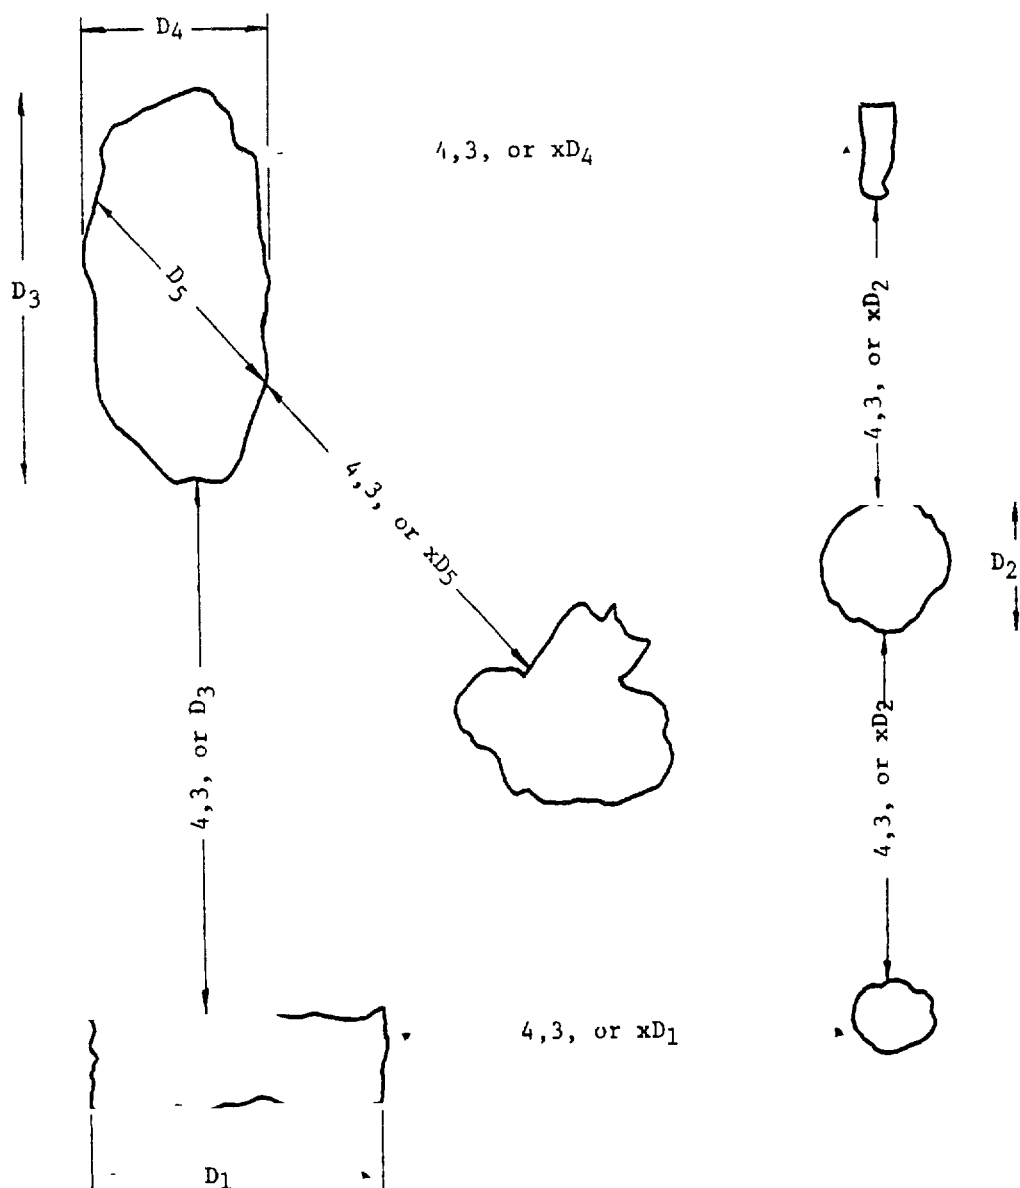 D4
4,3, or xD4
D3
D5
4,3, or xD2
4,3, or xD5
D2
4,3, or D3
4,3, or xD2
4,3, or xD1
D1